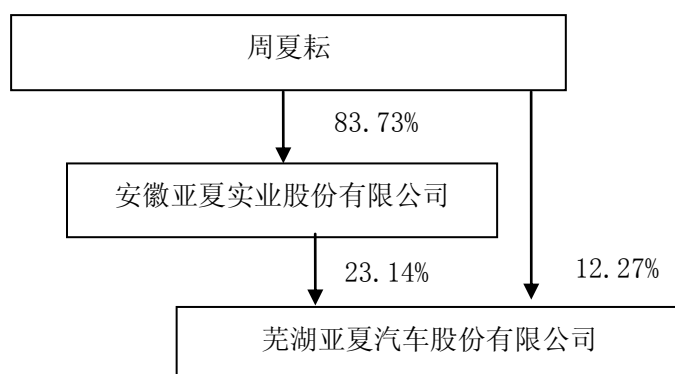 周夏耘
83.73%
安徽亚夏实业股份有限公司
23.14%
12.27%
芜湖亚夏汽车股份有限公司